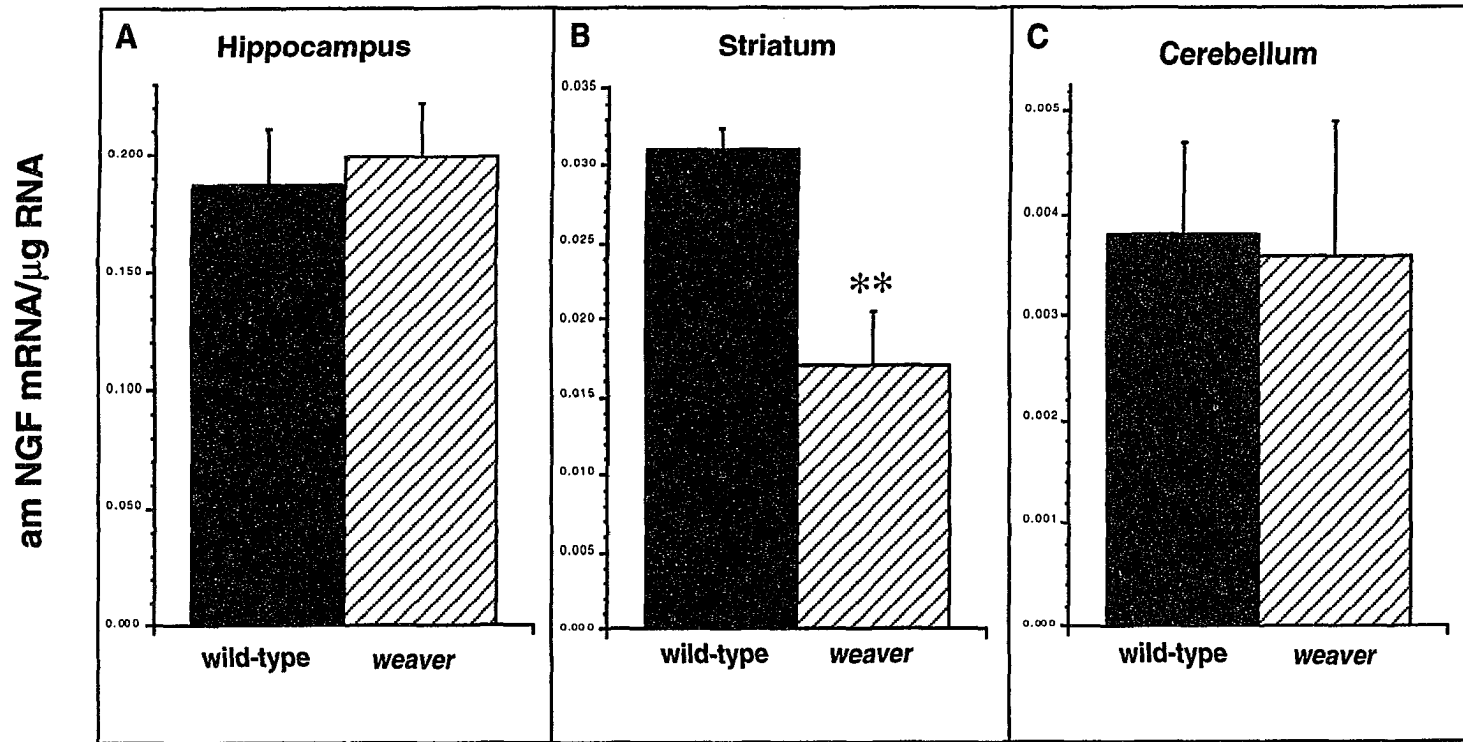 am NGF mRNA/µg RNA
A
Hippocampus
0.200
0.150
0.100
0.050
0.000
wild-type weaver
B
Striatum
0.035
0.030
0.025
0.020
0.015
0.010
0.005
0.000
**
wild-type weaver
C
Cerebellum
0.005
0.004
0.003
0.002
0.001
0.000
wild-type weaver